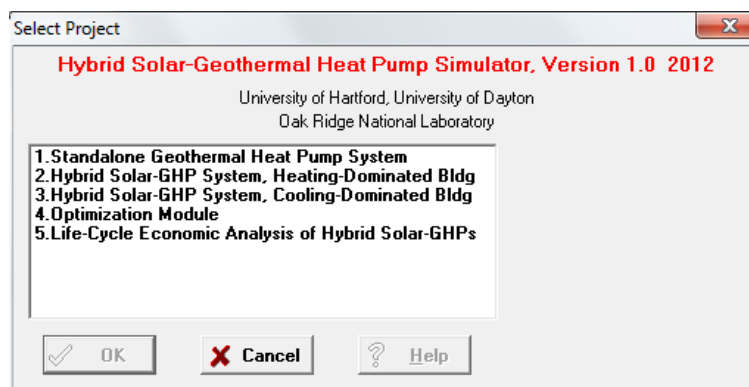 Select Project
Hybrid Solar-Geothermal Heat Pump Simulator, Version 1.0 2012
University of Hartford, University of Dayton
Oak Ridge National Laboratory
1.Standalone Geothermal Heat Pump System
2.Hybrid Solar-GHP System, Heating-Dominated Bldg
3.Hybrid Solar-GHP System, Cooling-Dominated Bldg
4.Optimization Module
5.Life-Cycle Economic Analysis of Hybrid Solar-GHPs
OK Cancel Help